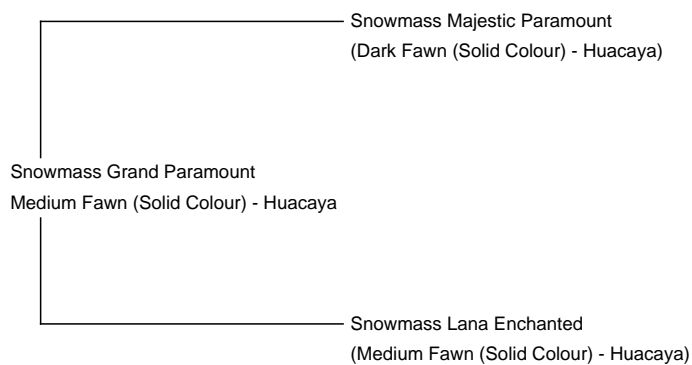 Snowmass Majestic Paramount
(Dark Fawn (Solid Colour) - Huacaya)
Snowmass Grand Paramount
Medium Fawn (Solid Colour) - Huacaya
Snowmass Lana Enchanted
(Medium Fawn (Solid Colour) - Huacaya)